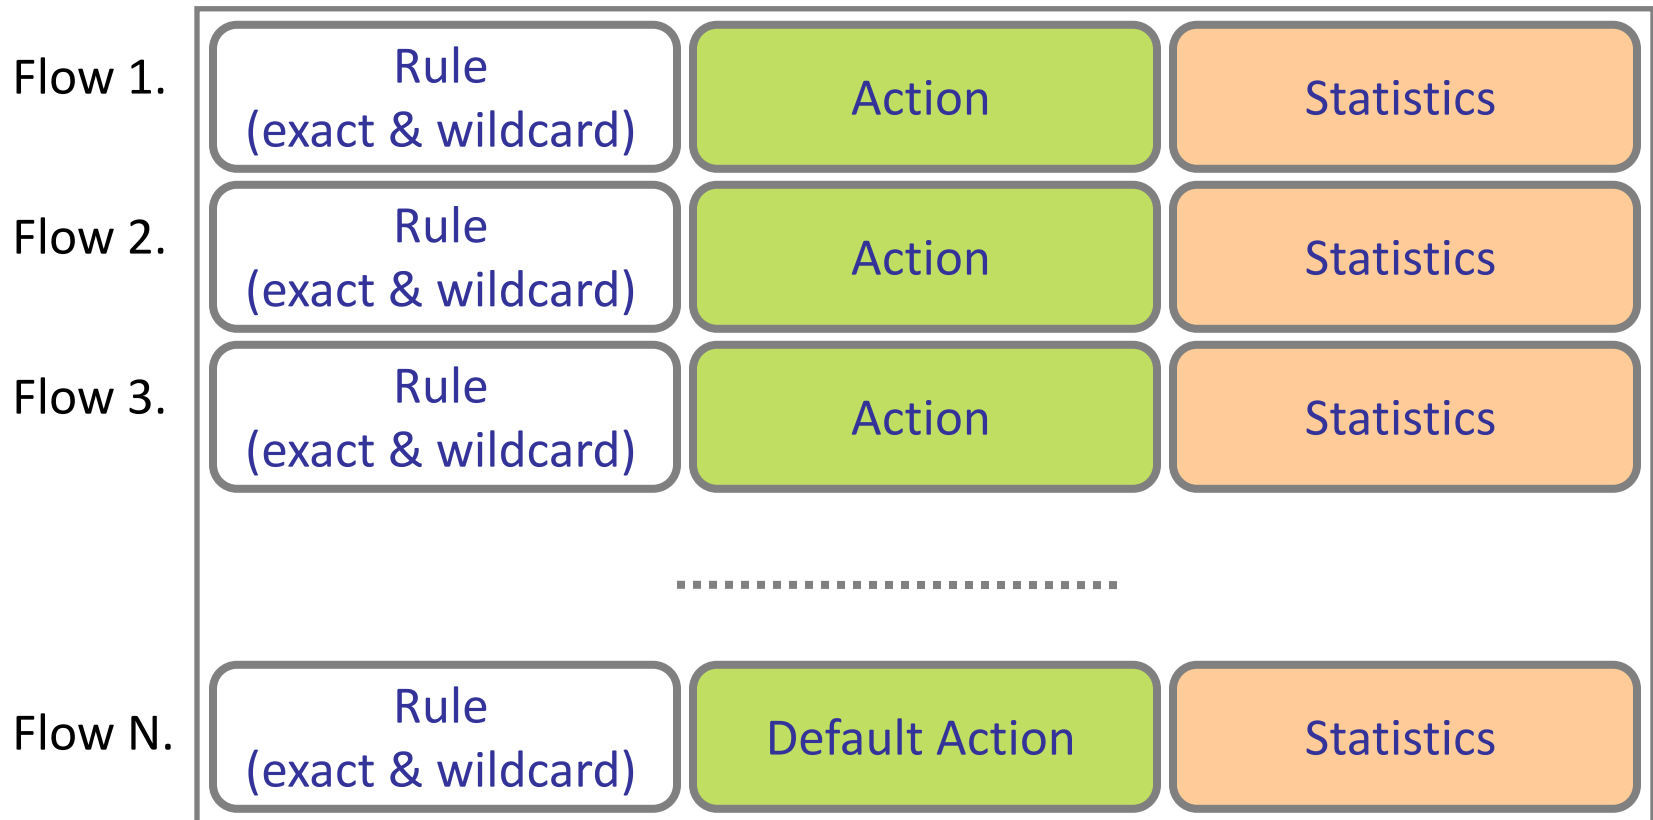 Flow 1.
Rule
(exact & wildcard)
Action
Statistics
Flow 2.
Rule
(exact & wildcard)
Action
Statistics
Flow 3.
Rule
(exact & wildcard)
Action
Statistics
Flow N.
Rule
(exact & wildcard)
Default Action
Statistics